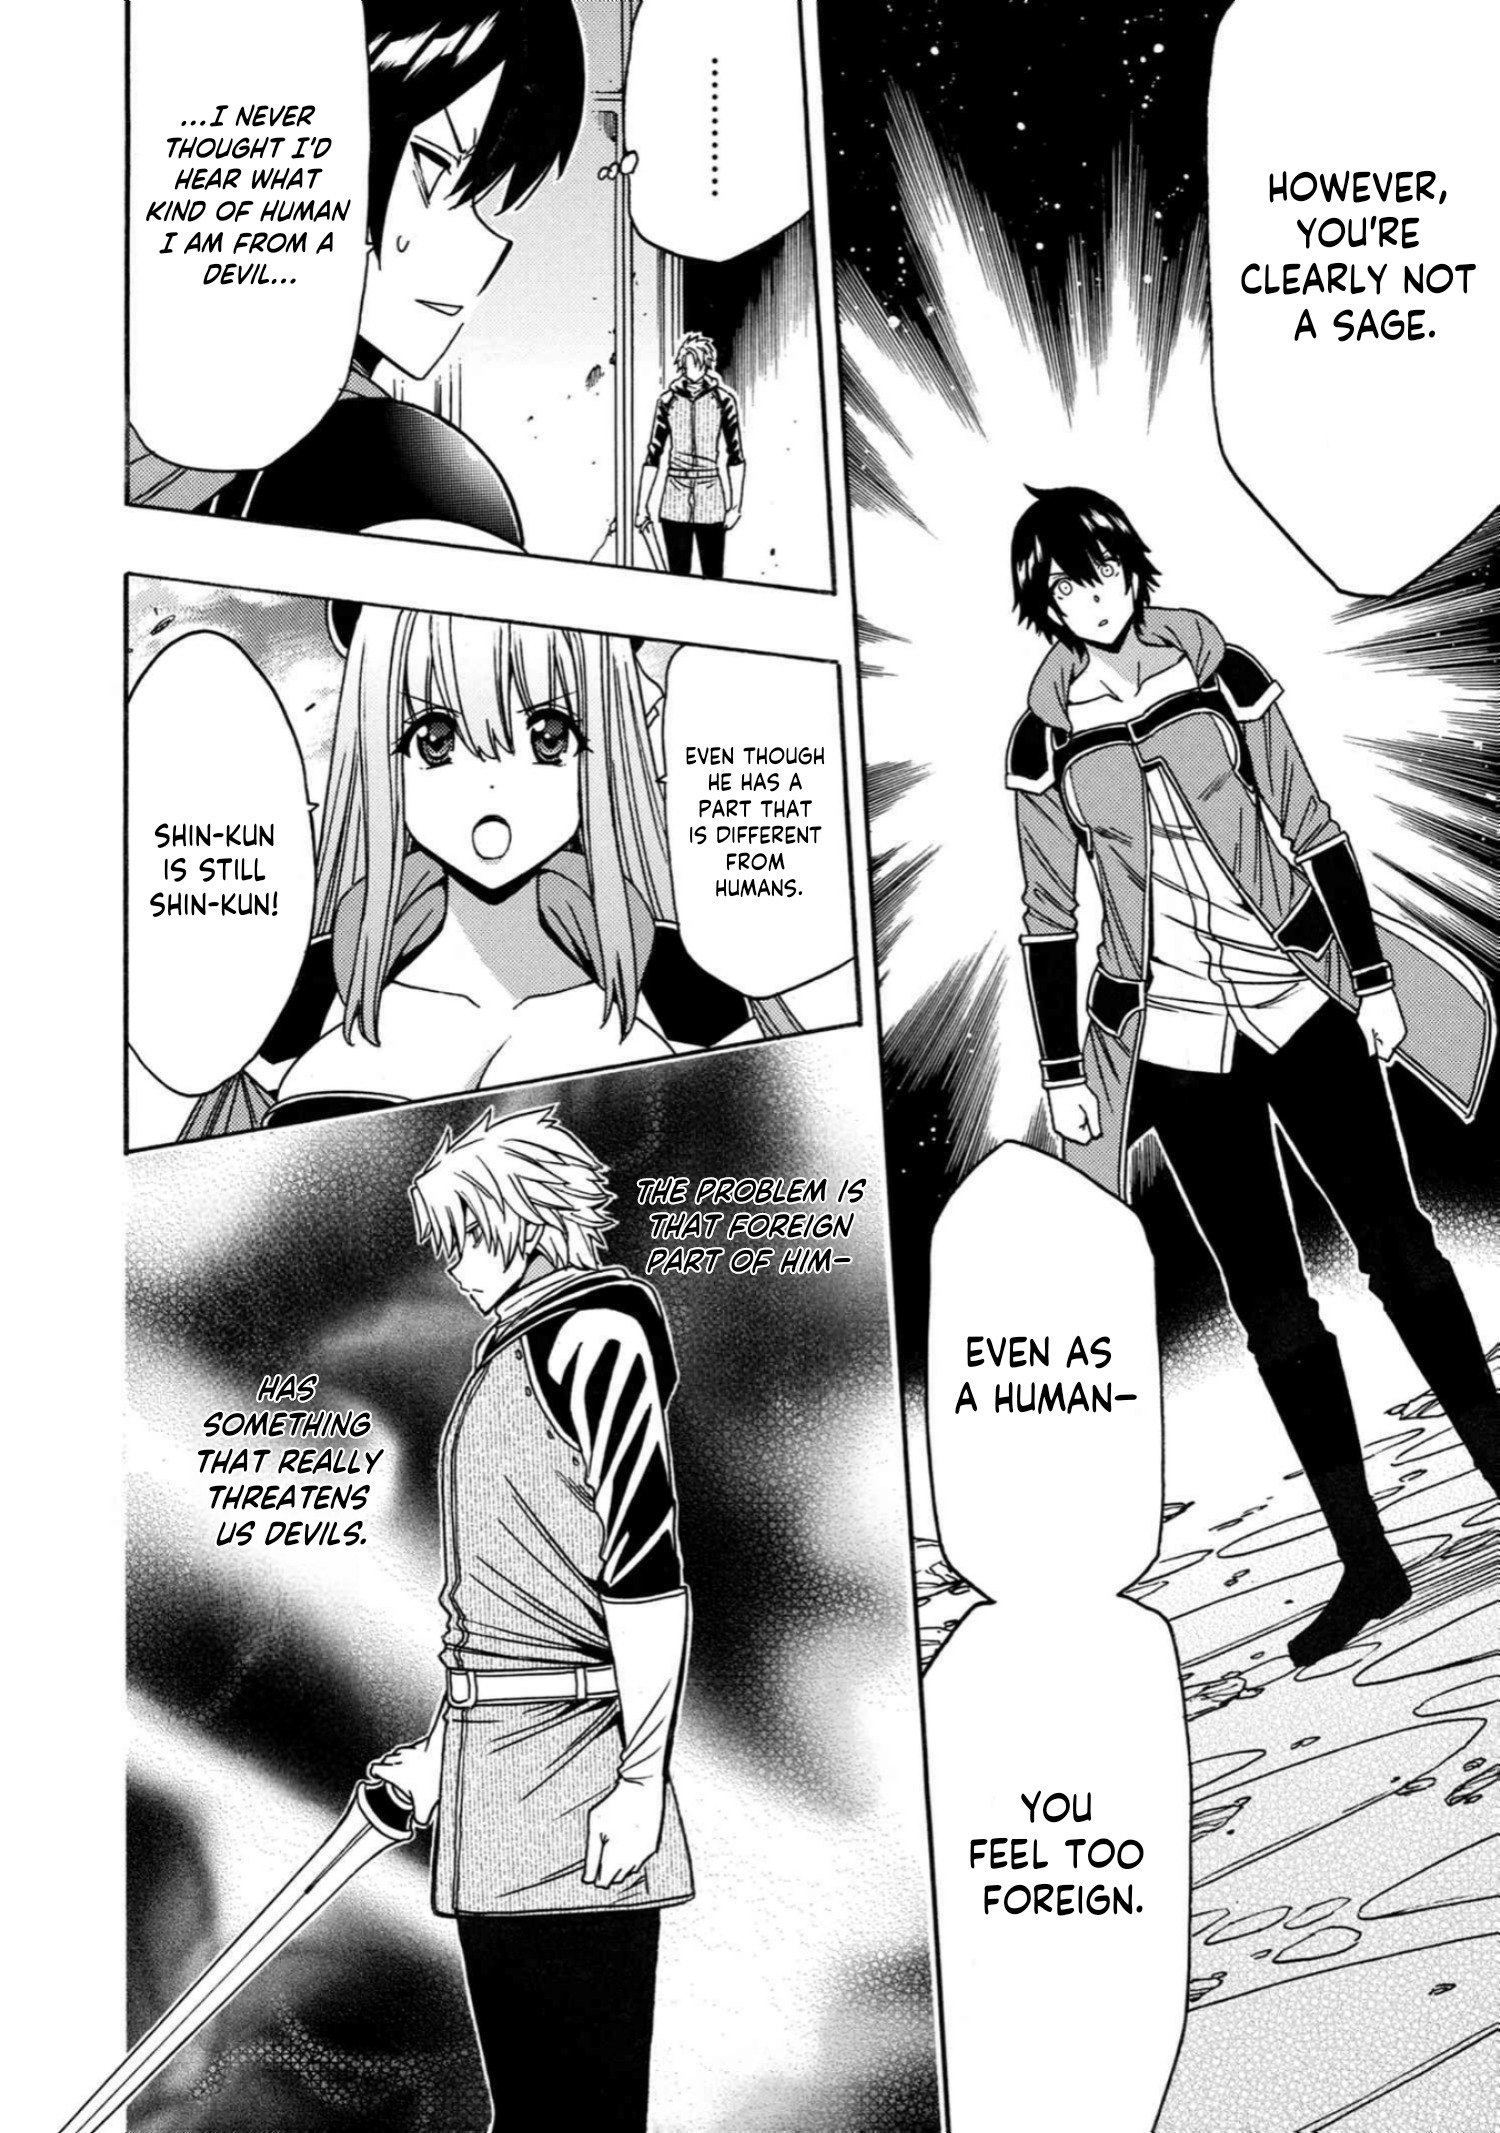 HOWEVER,
YOU'RE
CLEARLY NOT
A SAGE.
EVEN AS
A HUMAN–
YOU
FEEL TOO
FOREIGN.
..........
...I NEVER
THOUGHT I'D
HEAR WHAT
KIND OF HUMAN
I AM FROM A
DEVIL...
EVEN THOUGH
HE HAS A
PART THAT
IS DIFFERENT
FROM
HUMANS.
SHIN-KUN
IS STILL
SHIN-KUN!
THE PROBLEM IS
THAT FOREIGN
PART OF HIM–
HAS
SOMETHING
THAT REALLY
THREATENS
US DEVILS.